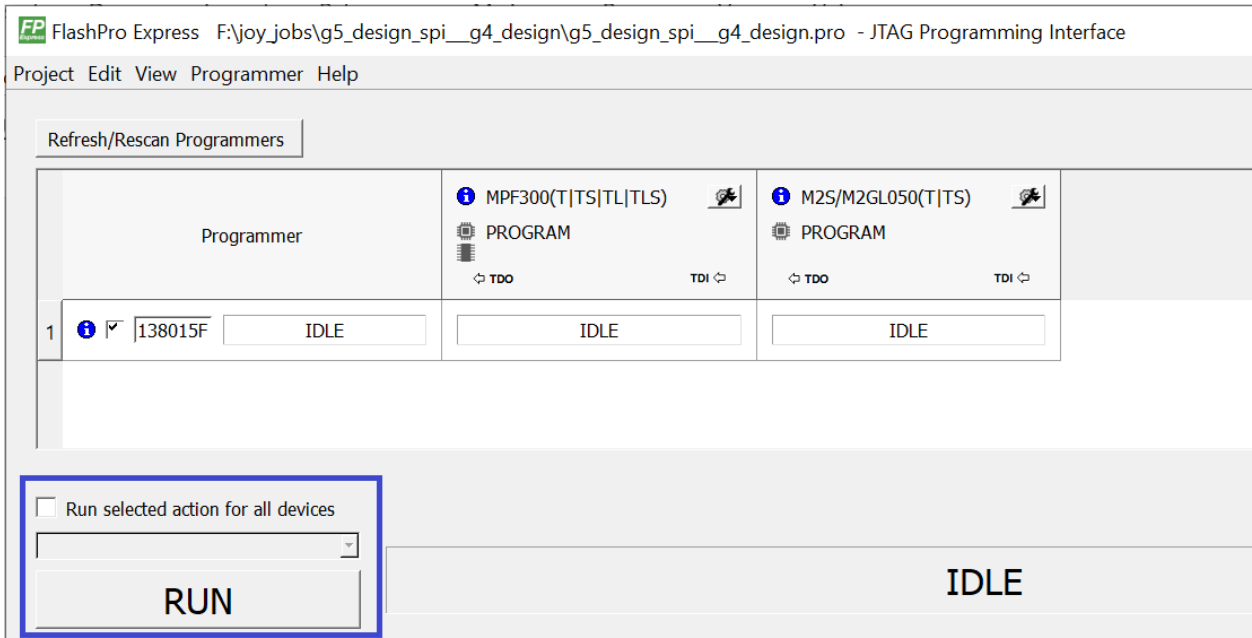 FP Express FlashPro Express F:\joy_jobs\g5_design_spi__g4_design\g5_design_spi__g4_design.pro - JTAG Programming Interface
Project Edit View Programmer Help
Refresh/Rescan Programmers
Programmer
MPF300(T|TS|TL|TLS)
PROGRAM
TDO TDI
M2S/M2GL050(T|TS)
PROGRAM
TDO TDI
1 138015F IDLE IDLE IDLE
Run selected action for all devices
RUN
IDLE